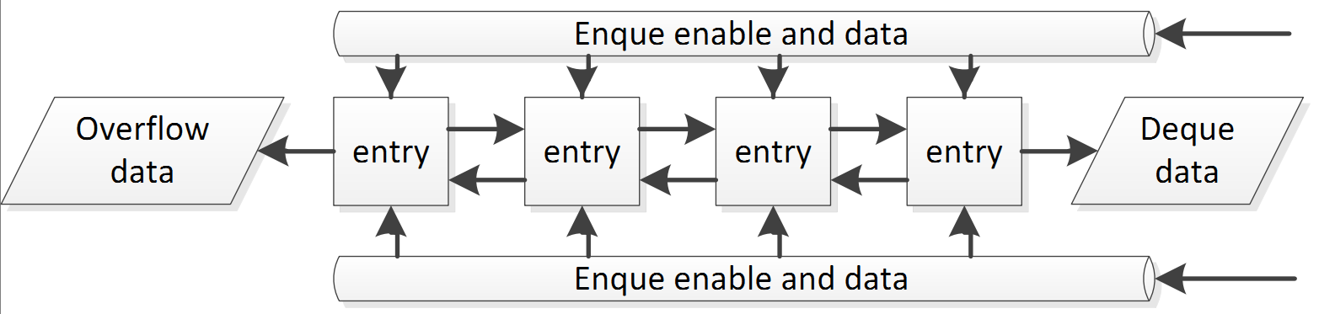 Enque enable and data
Overflow
data
entry
entry
entry
entry
Deque
data
Enque enable and data